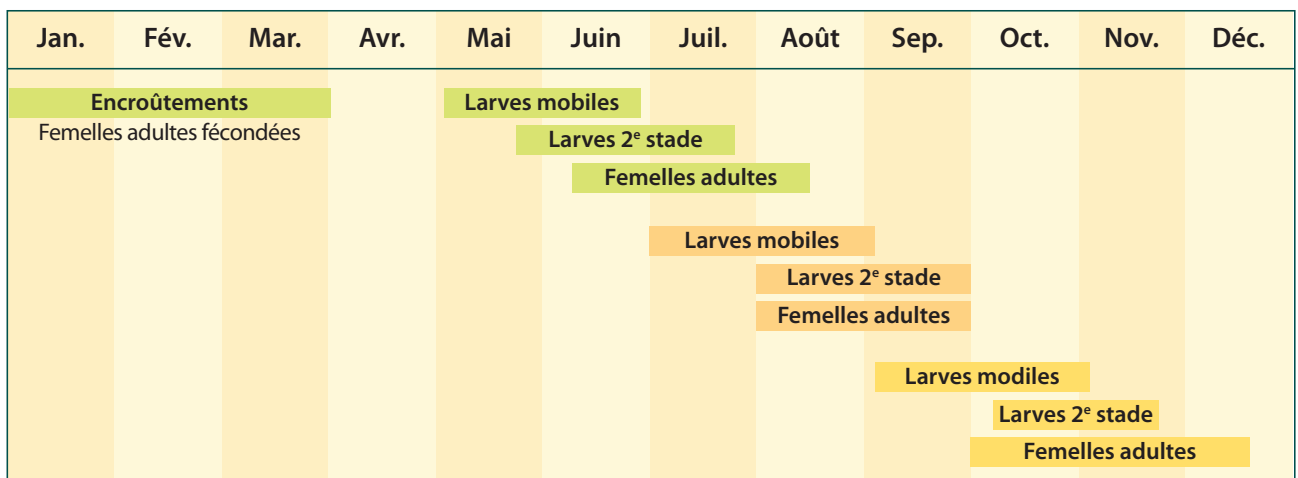 Jan. Fév. Mar. Avr. Mai Juin Juil. Août Sep. Oct. Nov. Déc.
Encroûtements Larves mobiles
Femelles adultes fécondées Larves 2e stade
Femelles adultes
Larves mobiles
Larves 2e stade
Femelles adultes
Larves modiles
Larves 2e stade
Femelles adultes